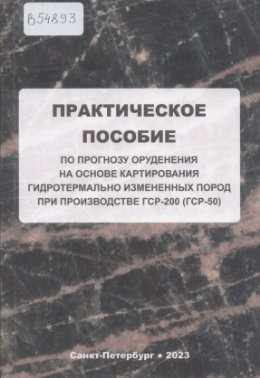 В54893
ПРАКТИЧЕСКОЕ
ПОСОБИЕ
ПО ПРОГНОЗУ ОРУДЕНЕНИЯ
НА ОСНОВЕ КАРТИРОВАНИЯ
ГИДРОТЕРМАЛЬНО ИЗМЕНЕННЫХ ПОРОД
ПРИ ПРОИЗВОДСТВЕ ГСР-200 (ГСР-50)
Санкт-Петербург • 2023